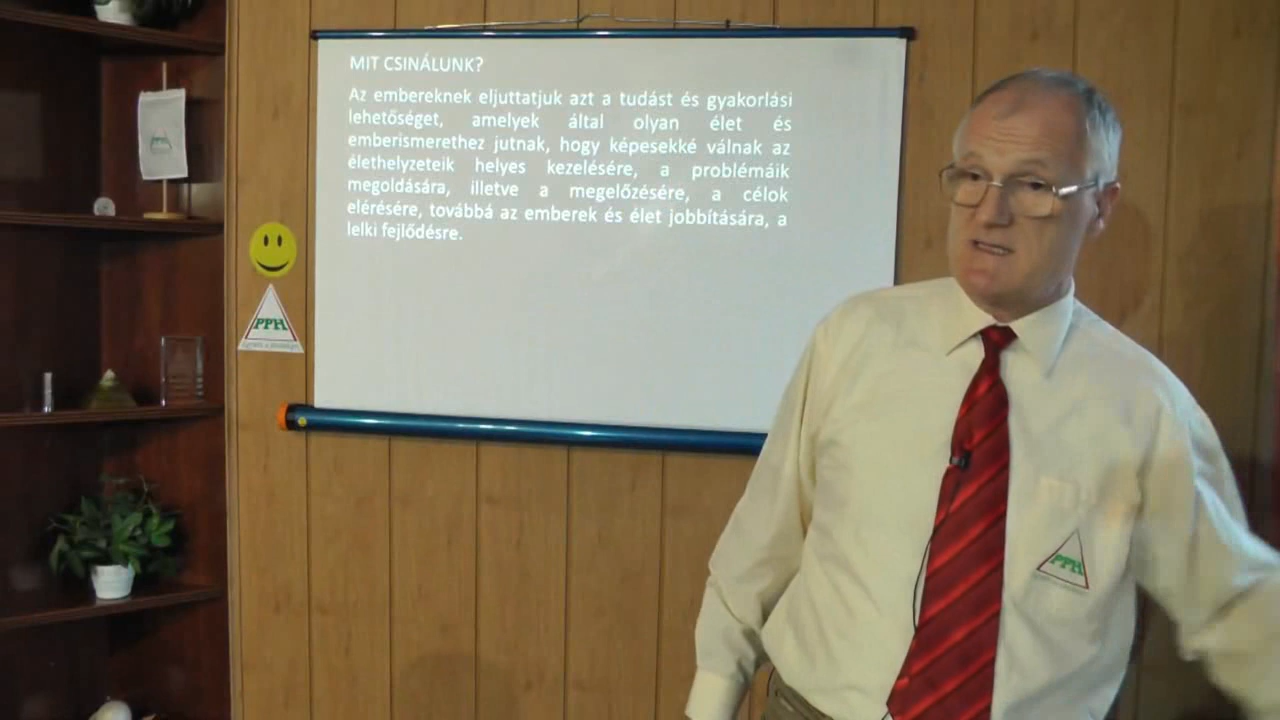 MIT CSINÁLUNK?
Az embereknek eljuttatjuk azt a tudást és gyakorlási
lehetőséget, amelyek által olyan élet és
emberismerethez jutnak, hogy képesekké válnak az
élethelyzeteik helyes kezelésére, a problémáik
megoldására, illetve a megelőzésére, a célok
elérésére, továbbá az emberek és élet jobbítására, a
lelki fejlődésre.
PPH
PPH